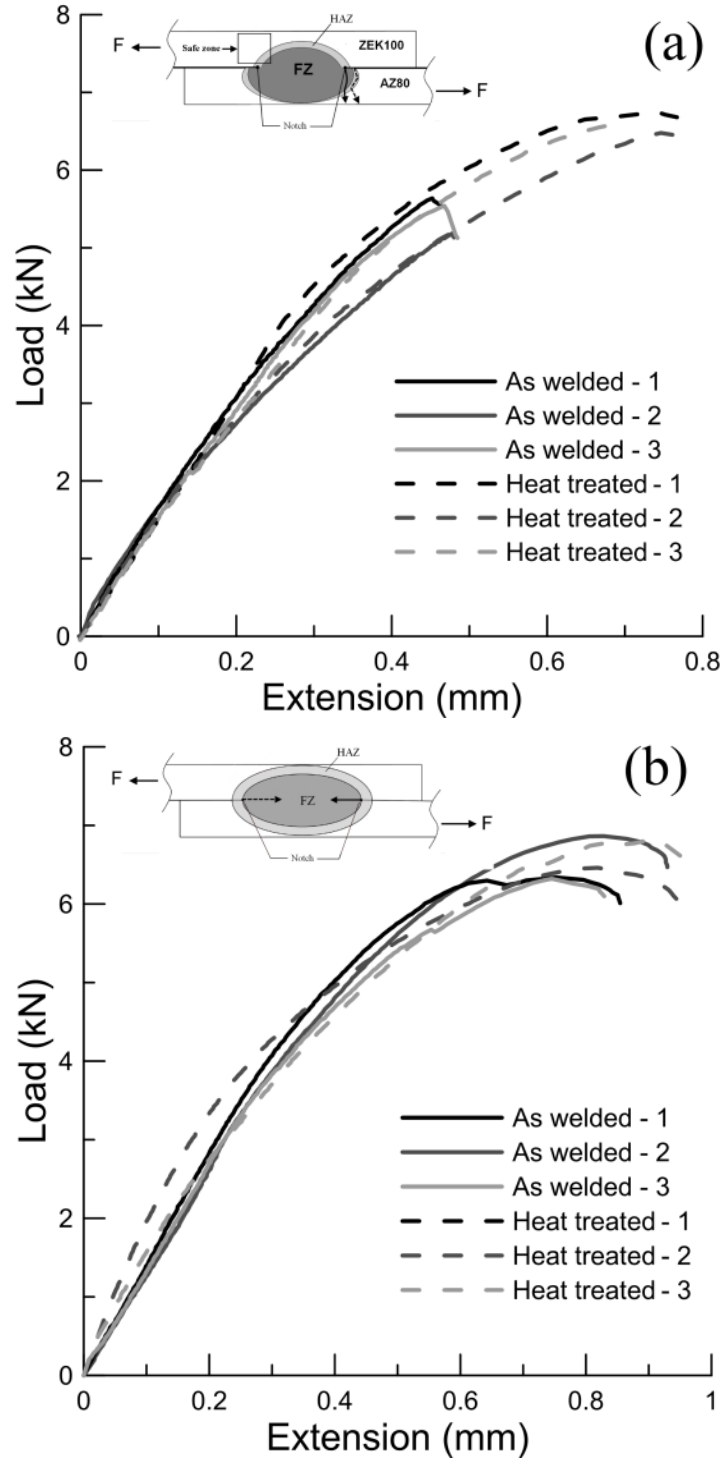 (a)
HAZ
F
Safe zone
ZEK100
FZ
AZ80
F
Notch
8
6
4
2
0
Load (kN)
As welded - 1
As welded - 2
As welded - 3
Heat treated - 1
Heat treated - 2
Heat treated - 3
0 0.2 0.4 0.6 0.8
Extension (mm)
(b)
HAZ
F
FZ
F
Notch
8
6
4
2
0
Load (kN)
As welded - 1
As welded - 2
As welded - 3
Heat treated - 1
Heat treated - 2
Heat treated - 3
0 0.2 0.4 0.6 0.8 1
Extension (mm)